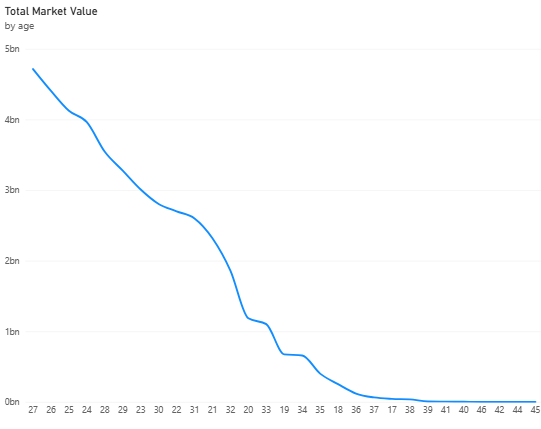 Total Market Value
by age
5bn
4bn
3bn
2bn
1bn
0bn
27 26 25 24 28 29 23 30 22 31 21 32 20 33 19 34 35 18 36 37 17 38 39 41 40 46 42 44 45